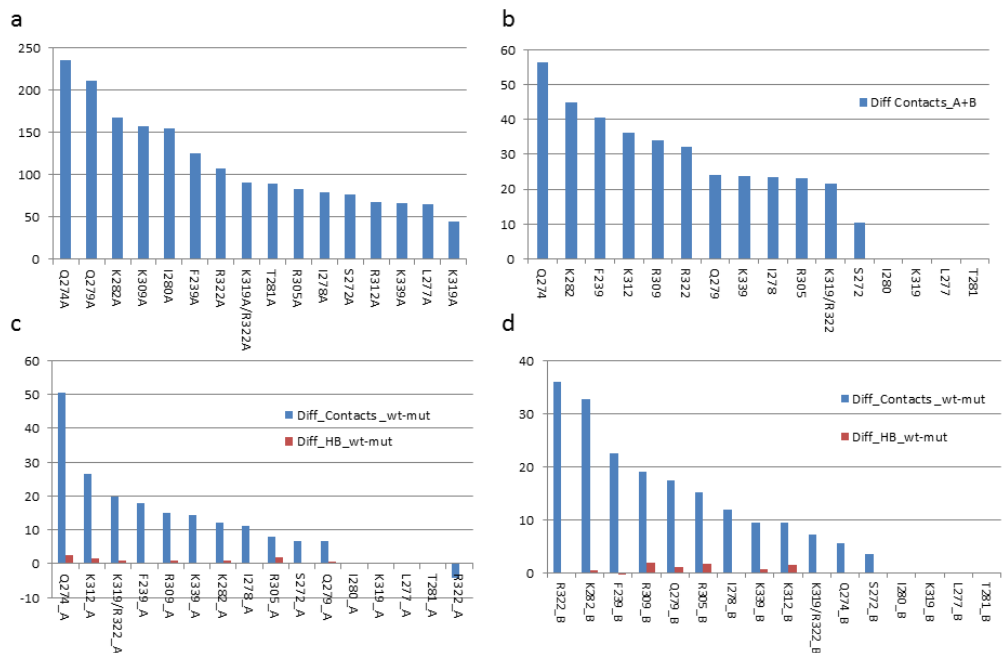 a
250
200
150
100
50
0
Q274A
Q279A
K282A
K309A
I280A
F239A
R322A
K319A/R322A
T281A
R305A
I278A
S272A
R312A
K339A
L277A
K319A
b
60
50
40
30
20
10
0
Diff Contacts_A+B
Q274
K282
F239
K312
R309
R322
Q279
K339
I278
R305
K319/R322
S272
I280
K319
L277
T281
c
60
50
40
30
20
10
0
-10
Diff_Contacts_wt-mut
Diff_HB_wt-mut
Q274_A
K312_A
K319/R322_A
F239_A
R309_A
K339_A
K282_A
I278_A
R305_A
S272_A
Q279_A
I280_A
K319_A
L277_A
T281_A
R322_A
d
40
30
20
10
0
Diff_Contacts_wt-mut
Diff_HB_wt-mut
R322_B
K282_B
F239_B
R309_B
Q279_B
R305_B
I278_B
K339_B
K312_B
K319/R322_B
Q274_B
S272_B
I280_B
K319_B
L277_B
T281_B